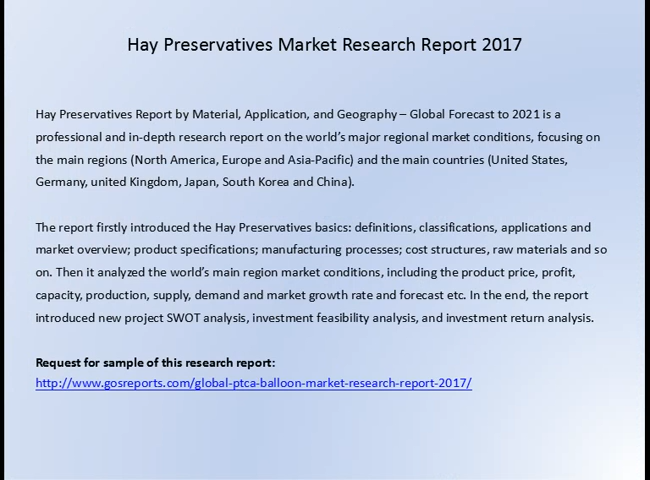 Hay Preservatives Market Research Report 2017
Hay Preservatives Report by Material, Application, and Geography – Global Forecast to 2021 is a
professional and in-depth research report on the world's major regional market conditions, focusing on
the main regions (North America, Europe and Asia-Pacific) and the main countries (United States,
Germany, united Kingdom, Japan, South Korea and China).
The report firstly introduced the Hay Preservatives basics: definitions, classifications, applications and
market overview; product specifications; manufacturing processes; cost structures, raw materials and so
on. Then it analyzed the world's main region market conditions, including the product price, profit,
capacity, production, supply, demand and market growth rate and forecast etc. In the end, the report
introduced new project SWOT analysis, investment feasibility analysis, and investment return analysis.
Request for sample of this research report:
http://www.gosreports.com/global-ptca-balloon-market-research-report-2017/